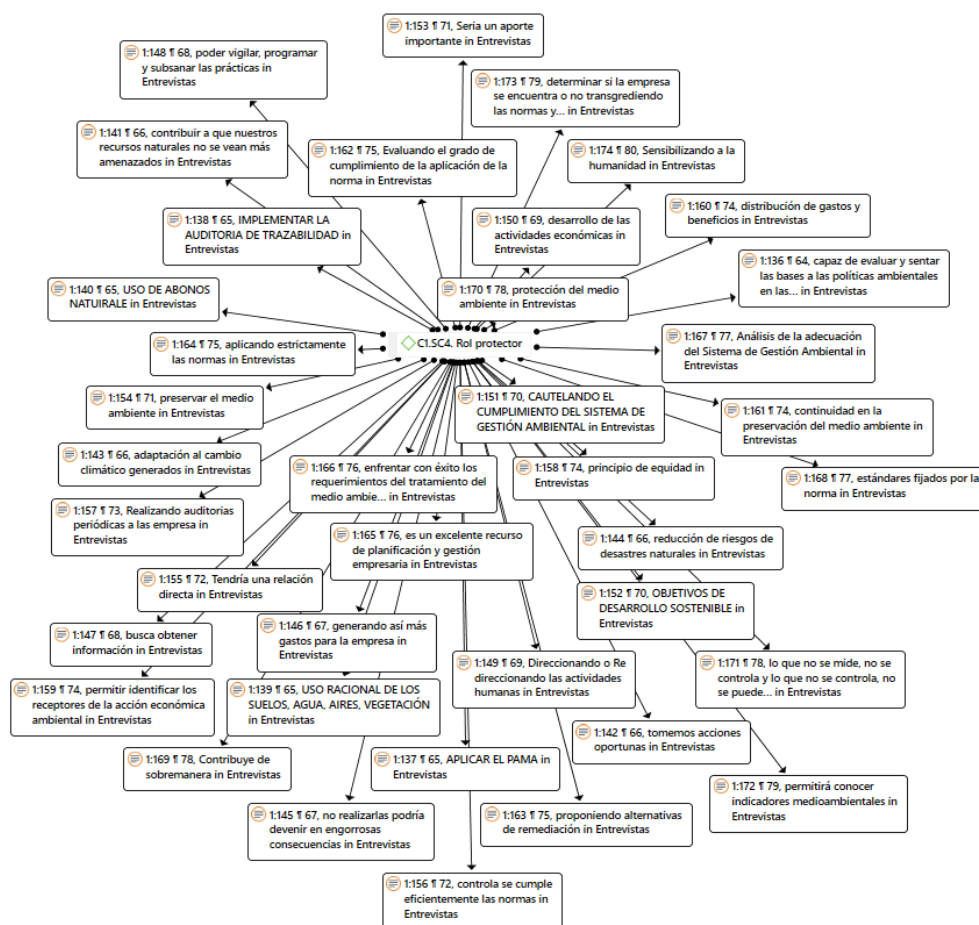 1:153 ¶ 71, Seria un aporte
importante in Entrevistas
1:148 ¶ 68, poder vigilar, programar
y subsanar las prácticas in
Entrevistas
1:173 ¶ 79, determinar si la empresa
se encuentra o no transgrediendo
las normas y... in Entrevistas
1:141 ¶ 66, contribuir a que nuestros
recursos naturales no se vean más
amenazados in Entrevistas
1:162 ¶ 75, Evaluando el grado de
cumplimiento de la aplicación de la
norma in Entrevistas
1:174 ¶ 80, Sensibilizando a la
humanidad in Entrevistas
1:138 ¶ 65, IMPLEMENTAR LA
AUDITORIA DE TRAZABILIDAD in
Entrevistas
1:150 ¶ 69, desarrollo de las
actividades económicas in
Entrevistas
1:160 ¶ 74, distribución de gastos y
beneficios in Entrevistas
1:136 ¶ 64, capaz de evaluar y sentar
las bases a las políticas ambientales
en las... in Entrevistas
1:140 ¶ 65, USO DE ABONOS
NATUIRALE in Entrevistas
1:170 ¶ 78, protección del medio
ambiente in Entrevistas
1:164 ¶ 75, aplicando estrictamente
las normas in Entrevistas
C1.SC4. Rol protector
1:167 ¶ 77, Análisis de la adecuación
del Sistema de Gestión Ambiental in
Entrevistas
1:154 ¶ 71, preservar el medio
ambiente in Entrevistas
1:151 ¶ 70, CAUTELANDO EL
CUMPLIMIENTO DEL SISTEMA DE
GESTIÓN AMBIENTAL in Entrevistas
1:161 ¶ 74, continuidad en la
preservación del medio ambiente in
Entrevistas
1:143 ¶ 66, adaptación al cambio
climático generados in Entrevistas
1:166 ¶ 76, enfrentar con éxito los
requerimientos del tratamiento del
medio ambie... in Entrevistas
1:158 ¶ 74, principio de equidad in
Entrevistas
1:168 ¶ 77, estándares fijados por la
norma in Entrevistas
1:157 ¶ 73, Realizando auditorias
periódicas a las empresa in
Entrevistas
1:165 ¶ 76, es un excelente recurso
de planificación y gestión
empresaria in Entrevistas
1:144 ¶ 66, reducción de riesgos de
desastres naturales in Entrevistas
1:155 ¶ 72, Tendría una relación
directa in Entrevistas
1:152 ¶ 70, OBJETIVOS DE
DESARROLLO SOSTENIBLE in
Entrevistas
1:147 ¶ 68, busca obtener
información in Entrevistas
1:146 ¶ 67, generando así más
gastos para la empresa in
Entrevistas
1:149 ¶ 69, Direccionando o Re
direccionando las actividades
humanas in Entrevistas
1:171 ¶ 78, lo que no se mide, no se
controla y lo que no se controla, no
se puede... in Entrevistas
1:159 ¶ 74, permitir identificar los
receptores de la acción económica
ambiental in Entrevistas
1:139 ¶ 65, USO RACIONAL DE LOS
SUELOS, AGUA, AIRES, VEGETACIÓN
in Entrevistas
1:142 ¶ 66, tomemos acciones
oportunas in Entrevistas
1:169 ¶ 78, Contribuye de
sobremanera in Entrevistas
1:137 ¶ 65, APLICAR EL PAMA in
Entrevistas
1:172 ¶ 79, permitirá conocer
indicadores medioambientales in
Entrevistas
1:145 ¶ 67, no realizarlas podría
devenir en engorrosas
consecuencias in Entrevistas
1:163 ¶ 75, proponiendo alternativas
de remediación in Entrevistas
1:156 ¶ 72, controla se cumple
eficientemente las normas in
Entrevistas